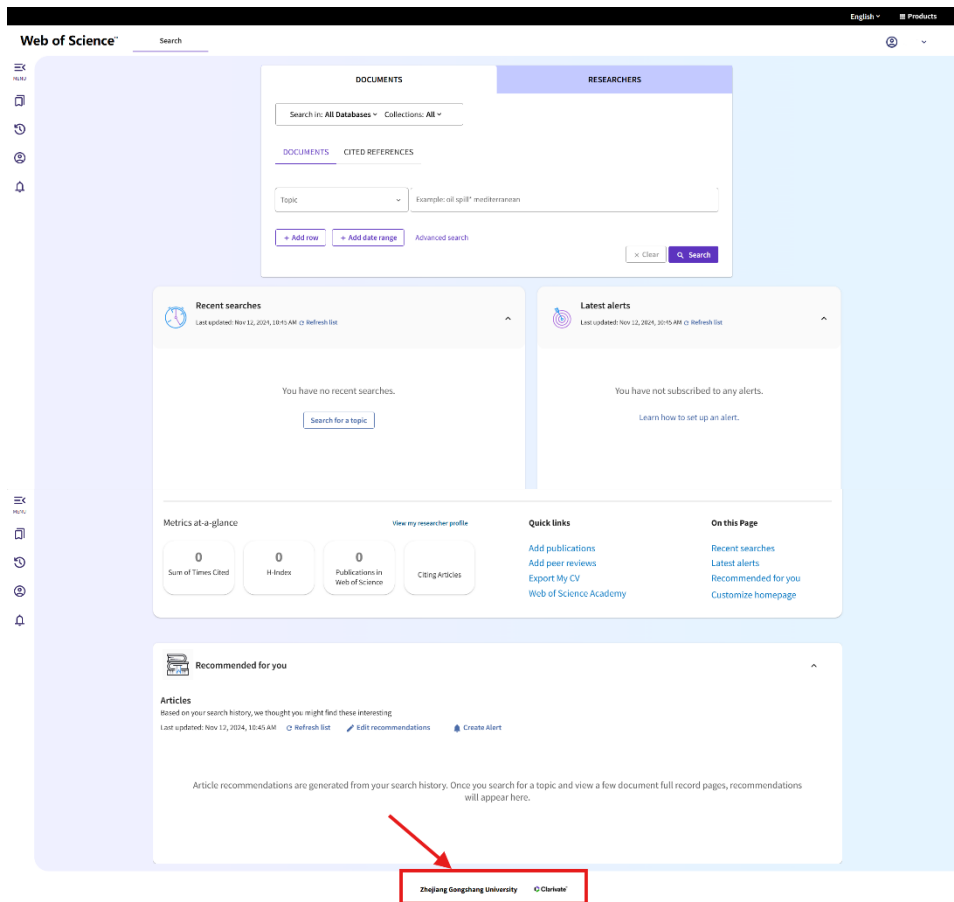 English Products
Web of Science™ Search
MENU
DOCUMENTS RESEARCHERS
Search in: All Databases Collections: All
DOCUMENTS CITED REFERENCES
Topic Example: oil spill* mediterranean
+ Add row + Add date range Advanced search
× Clear Search
Recent searches
Last updated: Nov 12, 2024, 10:45 AM Refresh list
Latest alerts
Last updated: Nov 12, 2024, 10:45 AM Refresh list
You have no recent searches.
Search for a topic
You have not subscribed to any alerts.
Learn how to set up an alert.
MENU
Metrics at-a-glance View my researcher profile
0
Sum of Times Cited
0
H-Index
0
Publications in
Web of Science
Citing Articles
Quick links
Add publications
Add peer reviews
Export My CV
Web of Science Academy
On this Page
Recent searches
Latest alerts
Recommended for you
Customize homepage
Recommended for you
Articles
Based on your search history, we thought you might find these interesting
Last updated: Nov 12, 2024, 10:45 AM Refresh list Edit recommendations Create Alert
Article recommendations are generated from your search history. Once you search for a topic and view a few document full record pages, recommendations
will appear here.
Zhejiang Gongshang University Clarivate™